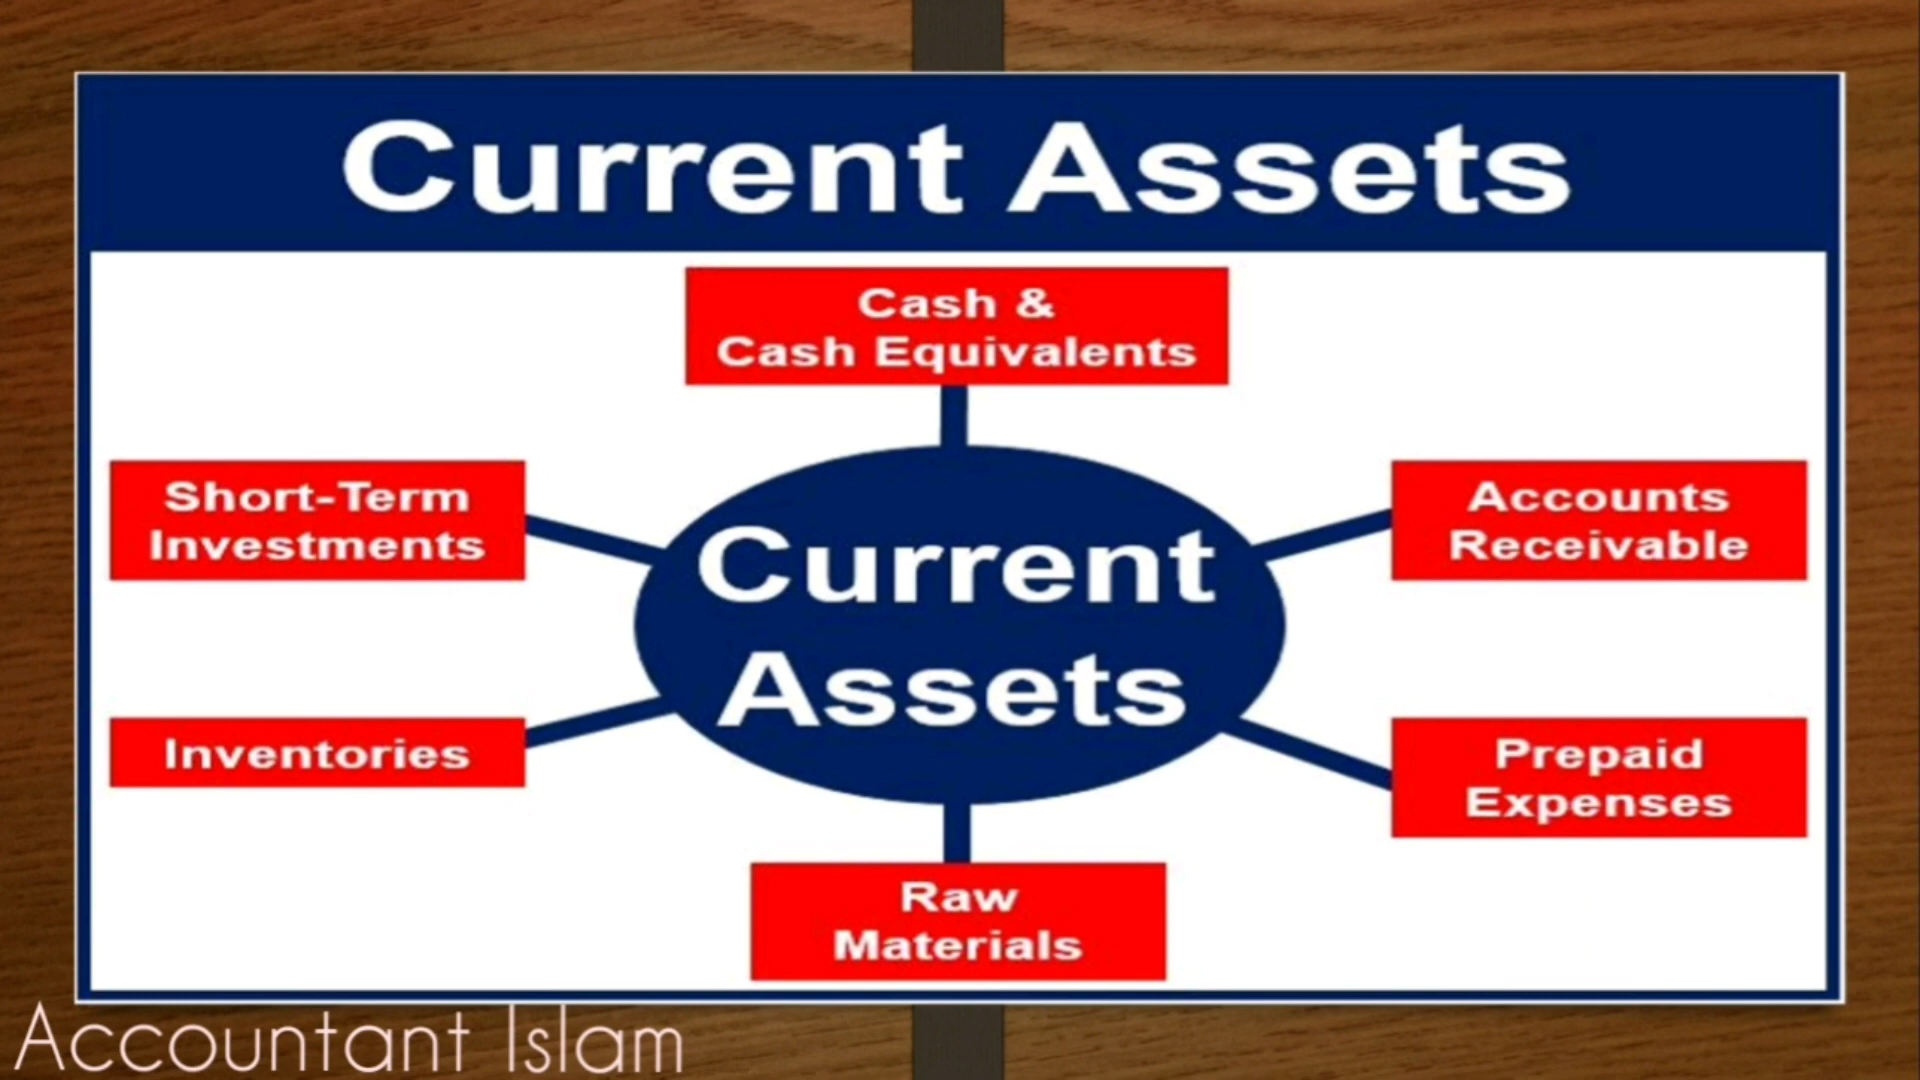 Current Assets
Cash &
Cash Equivalents
Short-Term
Investments
Accounts
Receivable
Current
Assets
Inventories
Prepaid
Expenses
Raw
Materials
Accountant Islam